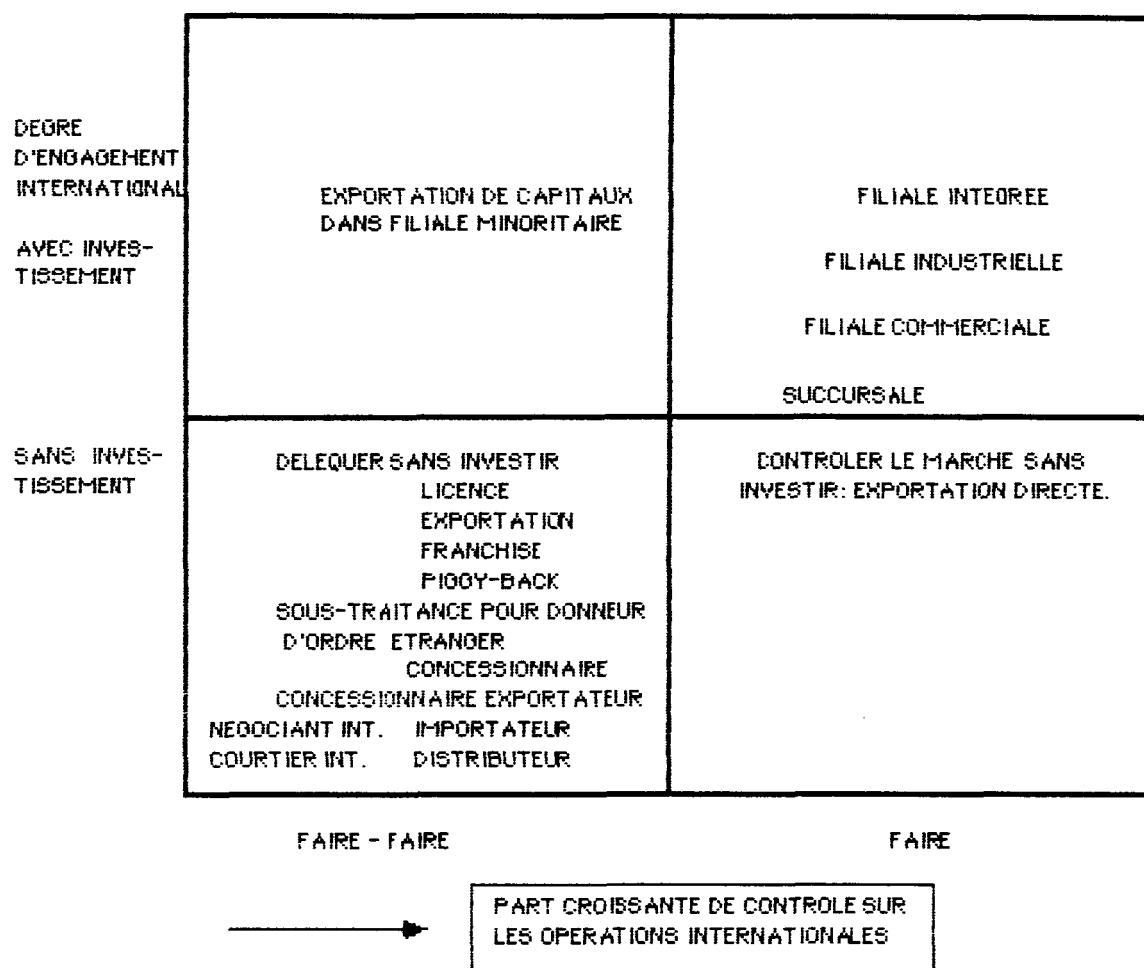 DEGRE
D'ENGAGEMENT
INTERNATIONAL
AVEC INVES-
TISSEMENT
EXPORTATION DE CAPITAUX
DANS FILIALE MINORITAIRE
FILIALE INTEGREE
FILIALE INDUSTRIELLE
FILIALE COMMERCIALE
SUCCURSALE
SANS INVES-
TISSEMENT
DELEQUER SANS INVESTIR
LICENCE
EXPORTATION
FRANCHISE
PIGGY-BACK
SOUS-TRAITANCE POUR DONNEUR
D'ORDRE ETRANGER
CONCESSIONNAIRE
CONCESSIONNAIRE EXPORTATEUR
NEGOCIANT INT. IMPORTATEUR
COURTIER INT. DISTRIBUTEUR
CONTROLER LE MARCHE SANS
INVESTIR: EXPORTATION DIRECTE.
FAIRE - FAIRE
FAIRE
PART CROISSANTE DE CONTROLE SUR
LES OPERATIONS INTERNATIONALES